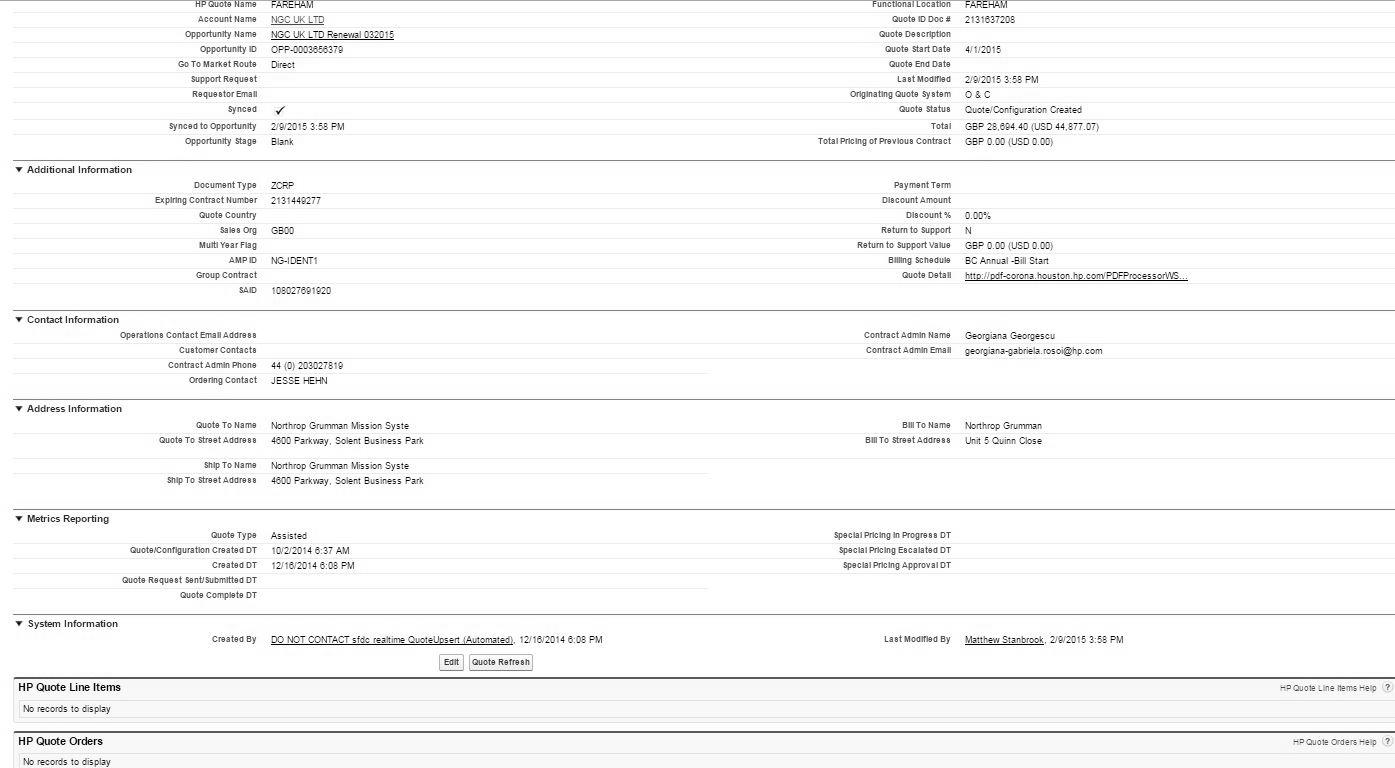 HP Quote Name FAREHAM Functional Location FAREHAM
Account Name NGC UK LTD Quote ID Doc # 2131637208
Opportunity Name NGC UK LTD Renewal 032015 Quote Description
Opportunity ID OPP-0003656379 Quote Start Date 4/1/2015
Go To Market Route Direct Quote End Date
Support Request Last Modified 2/9/2015 3:58 PM
Requestor Email Originating Quote System O & C
Synced ✓ Quote Status Quote/Configuration Created
Synced to Opportunity 2/9/2015 3:58 PM Total GBP 28,694.40 (USD 44,877.07)
Opportunity Stage Blank Total Pricing of Previous Contract GBP 0.00 (USD 0.00)
Additional Information
Document Type ZCRP Payment Term
Expiring Contract Number 2131449277 Discount Amount
Quote Country Discount % 0.00%
Sales Org GB00 Return to Support N
Multi Year Flag Return to Support Value GBP 0.00 (USD 0.00)
AMP ID NG-IDENT1 Billing Schedule BC Annual -Bill Start
Group Contract Quote Detail http://pdf-corona.houston.hp.com/PDFProcessorWS...
SAID 108027691920
Contact Information
Operations Contact Email Address Contract Admin Name Georgiana Georgescu
Customer Contacts Contract Admin Email georgiana-gabriela.rosoi@hp.com
Contract Admin Phone 44 (0) 203027819
Ordering Contact JESSE HEHN
Address Information
Quote To Name Northrop Grumman Mission Syste Bill To Name Northrop Grumman
Quote To Street Address 4600 Parkway, Solent Business Park Bill To Street Address Unit 5 Quinn Close
Ship To Name Northrop Grumman Mission Syste
Ship To Street Address 4600 Parkway, Solent Business Park
Metrics Reporting
Quote Type Assisted Special Pricing In Progress DT
Quote/Configuration Created DT 10/2/2014 6:37 AM Special Pricing Escalated DT
Created DT 12/16/2014 6:08 PM Special Pricing Approval DT
Quote Request Sent/Submitted DT
Quote Complete DT
System Information
Created By DO NOT CONTACT sfdc realtime QuoteUpsert (Automated), 12/16/2014 6:08 PM Last Modified By Matthew Stanbrook, 2/9/2015 3:58 PM
Edit Quote Refresh
HP Quote Line Items HP Quote Line Items Help ?
No records to display
HP Quote Orders HP Quote Orders Help ?
No records to display